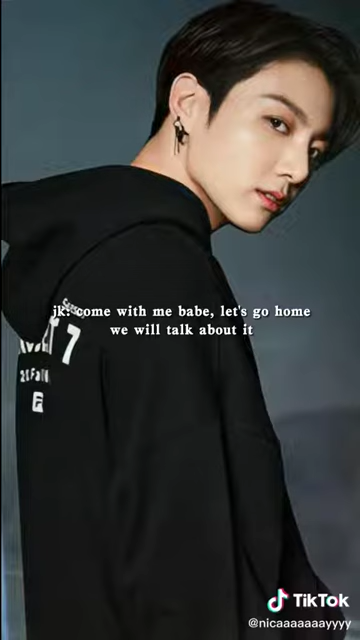 jk: come with me babe, let's go home
we will talk about it
7
TikTok
@nicaaaaaaayyyy